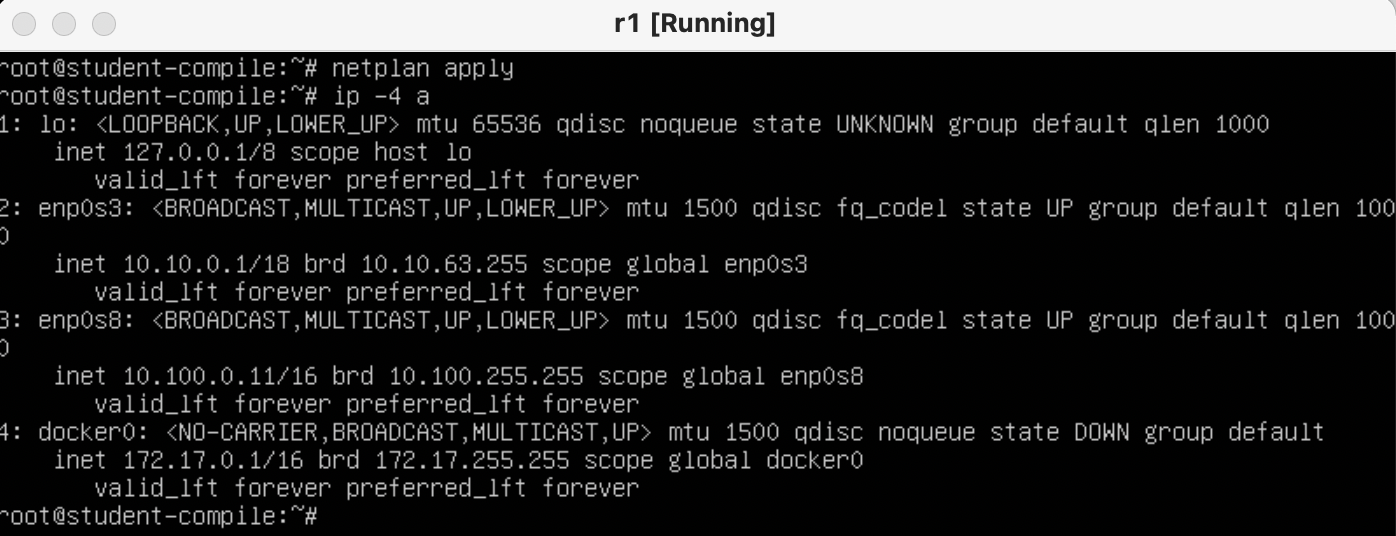 r1 [Running]
root@student-compile:~# netplan apply
root@student-compile:~# ip -4 a
1: lo: <LOOPBACK,UP,LOWER_UP> mtu 65536 qdisc noqueue state UNKNOWN group default qlen 1000
    inet 127.0.0.1/8 scope host lo
       valid_lft forever preferred_lft forever
2: enp0s3: <BROADCAST,MULTICAST,UP,LOWER_UP> mtu 1500 qdisc fq_codel state UP group default qlen 100
0
    inet 10.10.0.1/18 brd 10.10.63.255 scope global enp0s3
       valid_lft forever preferred_lft forever
3: enp0s8: <BROADCAST,MULTICAST,UP,LOWER_UP> mtu 1500 qdisc fq_codel state UP group default qlen 100
0
    inet 10.100.0.11/16 brd 10.100.255.255 scope global enp0s8
       valid_lft forever preferred_lft forever
4: docker0: <NO-CARRIER,BROADCAST,MULTICAST,UP> mtu 1500 qdisc noqueue state DOWN group default
    inet 172.17.0.1/16 brd 172.17.255.255 scope global docker0
       valid_lft forever preferred_lft forever
root@student-compile:~#